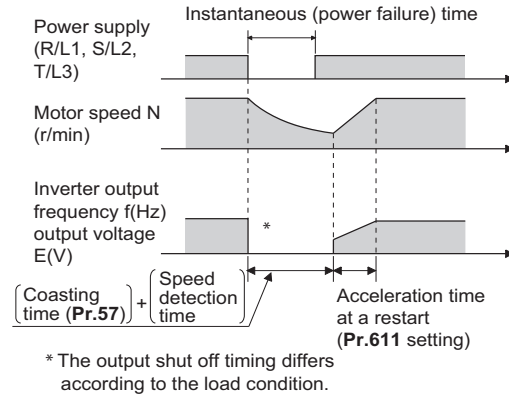 Instantaneous (power failure) time
Power supply
(R/L1, S/L2,
T/L3)
Motor speed N
(r/min)
Inverter output
frequency f(Hz)
output voltage
E(V)
*
Coasting
time (Pr.57)
+
Speed
detection
time
Acceleration time
at a restart
(Pr.611 setting)
* The output shut off timing differs
according to the load condition.